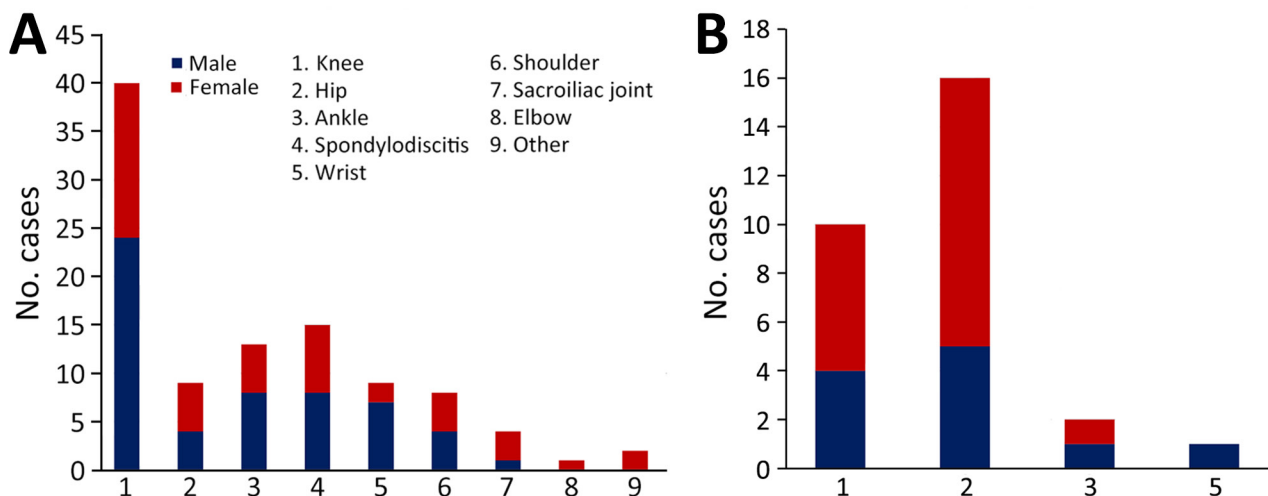 A
45
40
35
30
25
20
15
10
5
0
No. cases
Male
Female
1. Knee
2. Hip
3. Ankle
4. Spondylodiscitis
5. Wrist
6. Shoulder
7. Sacroiliac joint
8. Elbow
9. Other
1 2 3 4 5 6 7 8 9
B
18
16
14
12
10
8
6
4
2
0
No. cases
1 2 3 5